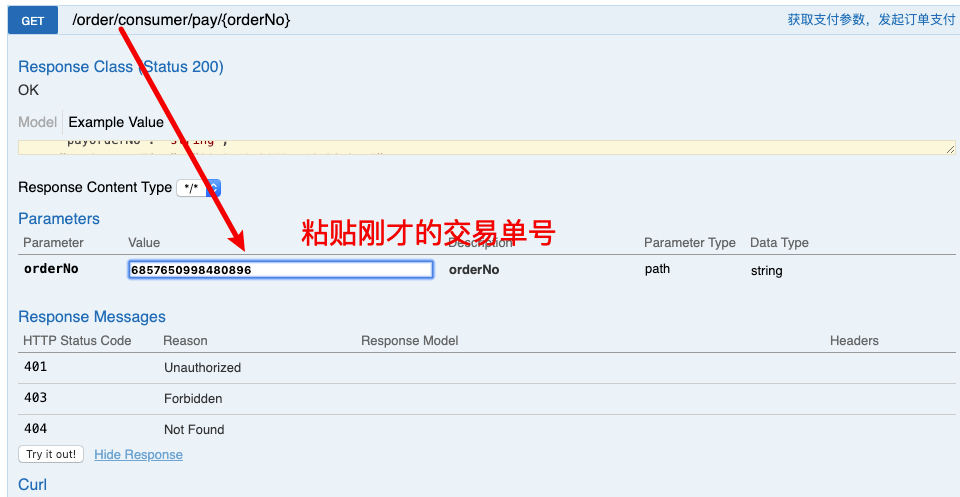 GET /order/consumer/pay/{orderNo} 获取支付参数，发起订单支付
Response Class (Status 200)
OK
Model Example Value
"payorderNo": "string",
Response Content Type */*
Parameters
粘贴刚才的交易单号
Parameter Value Description Parameter Type Data Type
orderNo 6857650998480896 orderNo path string
Response Messages
HTTP Status Code Reason Response Model Headers
401 Unauthorized
403 Forbidden
404 Not Found
Try it out! Hide Response
Curl